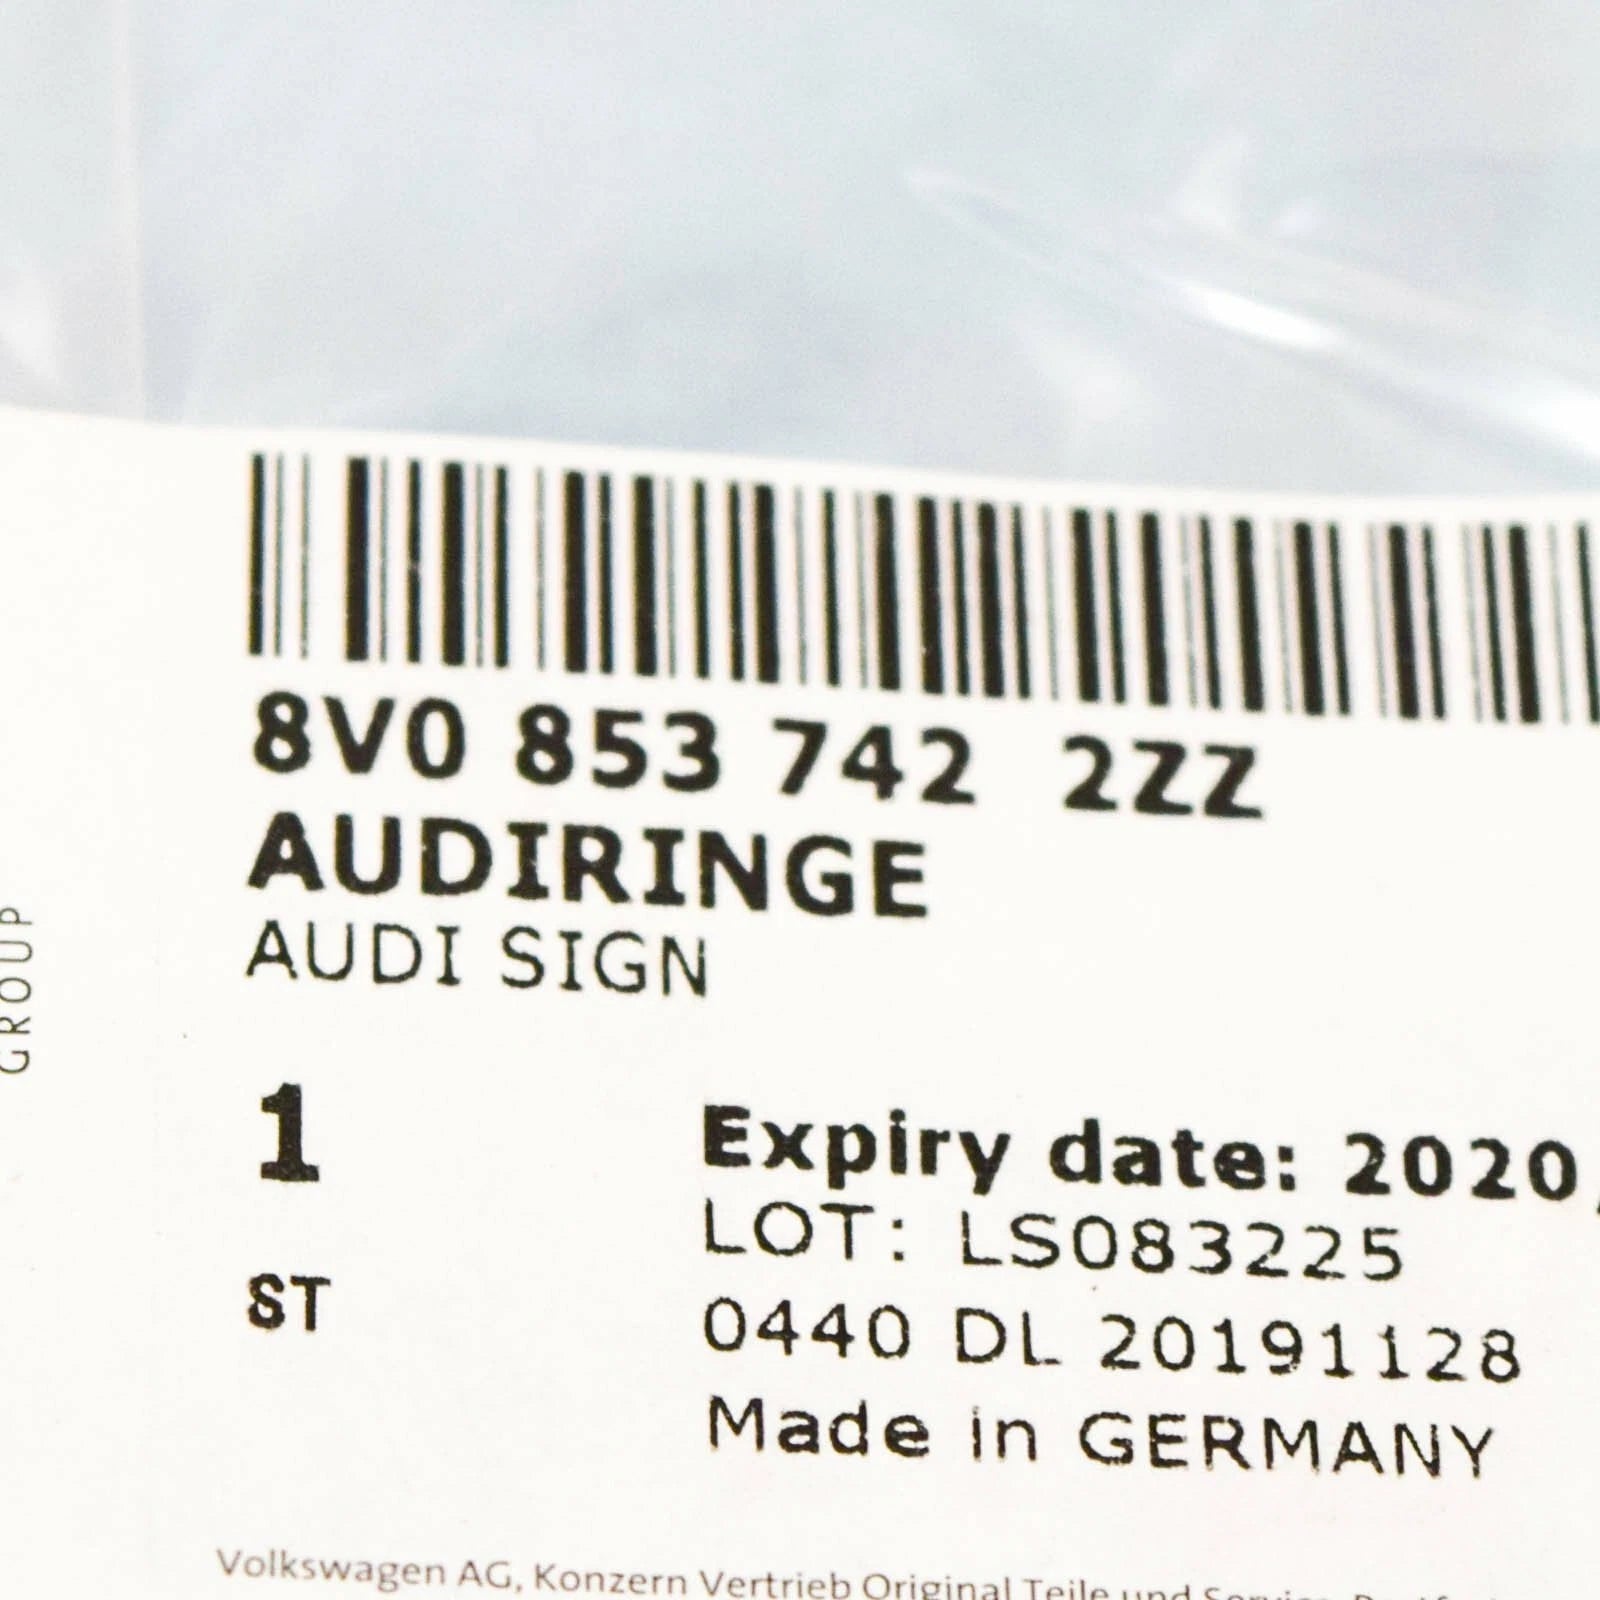 8V0 853 742 2ZZ
AUDIRINGE
AUDI SIGN
GROUP
1
Expiry date: 2020
LOT: LS083225
ST
0440 DL 20191128
Made in GERMANY
Volkswagen AG, Konzern Vertrieb Original Teile und Service,